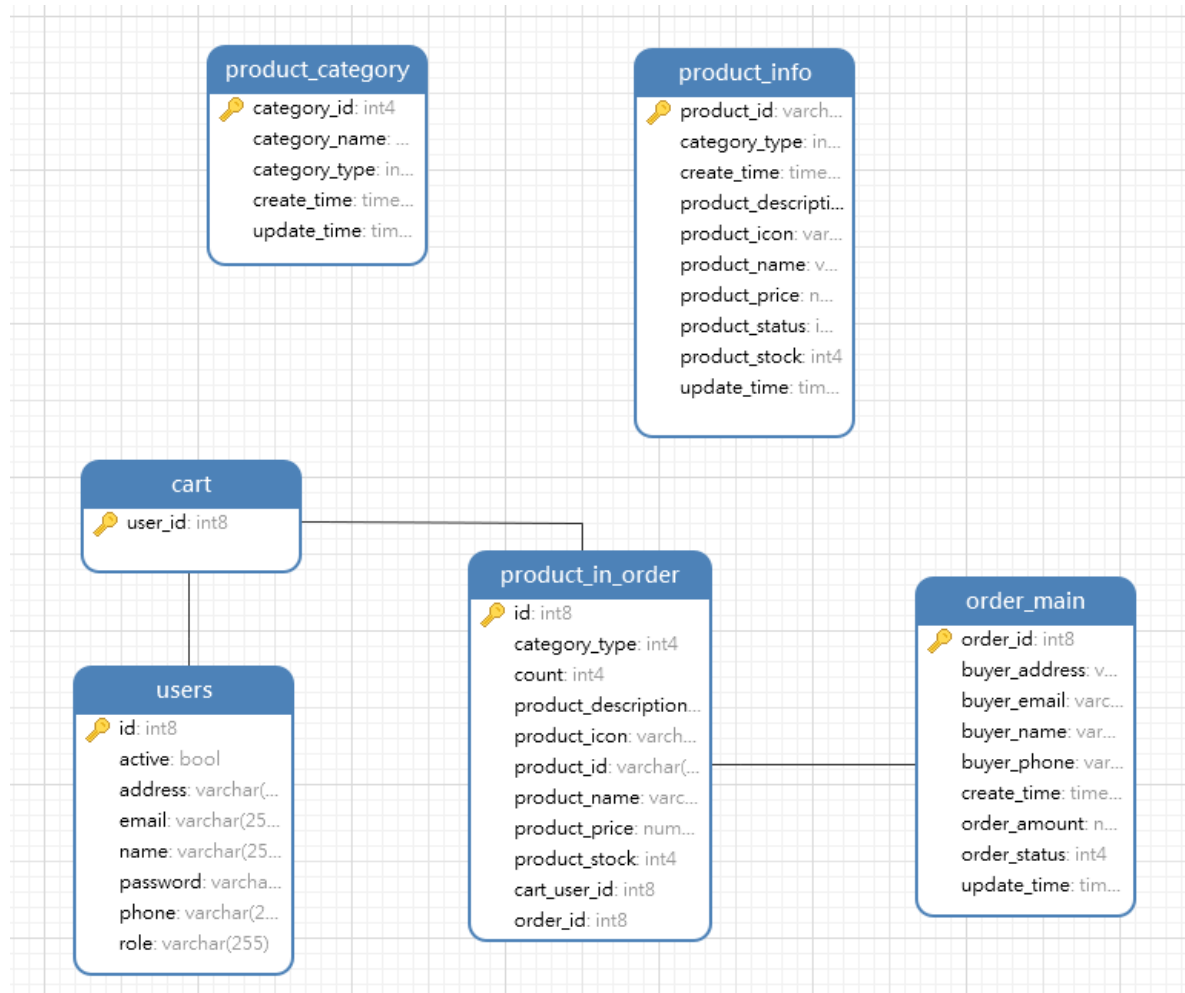 product_category
category_id: int4
category_name: ...
category_type: in...
create_time: time...
update_time: tim...
product_info
product_id: varch...
category_type: in...
create_time: time...
product_descripti...
product_icon: var...
product_name: v...
product_price: n...
product_status: i...
product_stock: int4
update_time: tim...
cart
user_id: int8
users
id: int8
active: bool
address: varchar(...
email: varchar(25...
name: varchar(25...
password: varcha...
phone: varchar(2...
role: varchar(255)
product_in_order
id: int8
category_type: int4
count: int4
product_description...
product_icon: varch...
product_id: varchar(...
product_name: varc...
product_price: num...
product_stock: int4
cart_user_id: int8
order_id: int8
order_main
order_id: int8
buyer_address: v...
buyer_email: varc...
buyer_name: var...
buyer_phone: var...
create_time: time...
order_amount: n...
order_status: int4
update_time: tim...